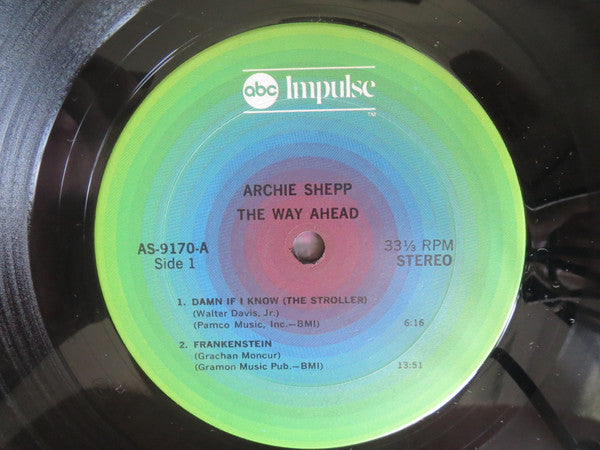 abc Impulse
TM
ARCHIE SHEPP
THE WAY AHEAD
AS-9170-A
Side 1
33⅓ RPM
STEREO
1. DAMN IF I KNOW (THE STROLLER)
(Walter Davis, Jr.)
(Pamco Music, Inc.—BMI) 6:16
2. FRANKENSTEIN
(Grachan Moncur)
(Gramon Music Pub.—BMI) 13:51